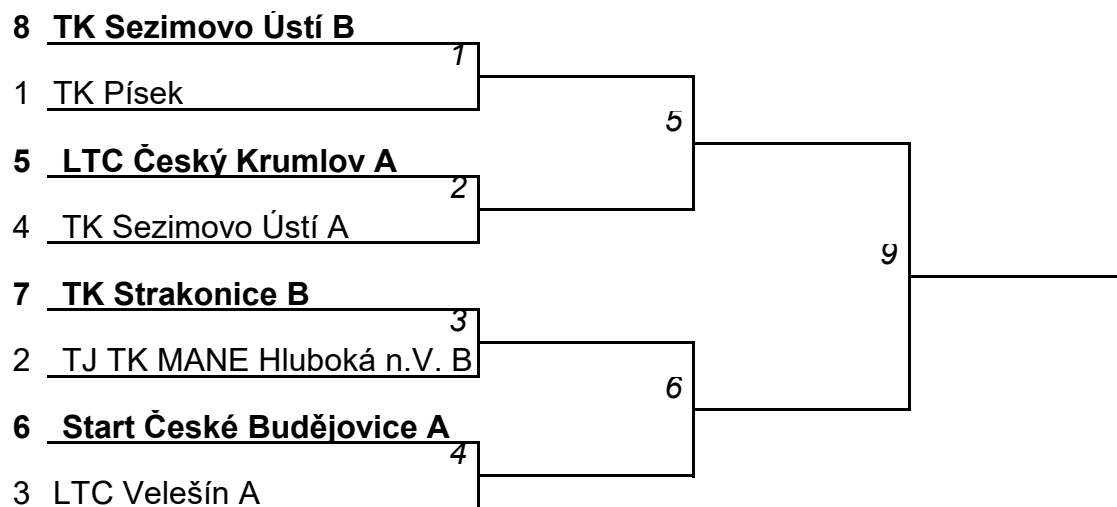 8 TK Sezimovo Ústí B
1
1 TK Písek
5
5 LTC Český Krumlov A
2
4 TK Sezimovo Ústí A
9
7 TK Strakonice B
3
2 TJ TK MANE Hluboká n.V. B
6
6 Start České Budějovice A
4
3 LTC Velešín A